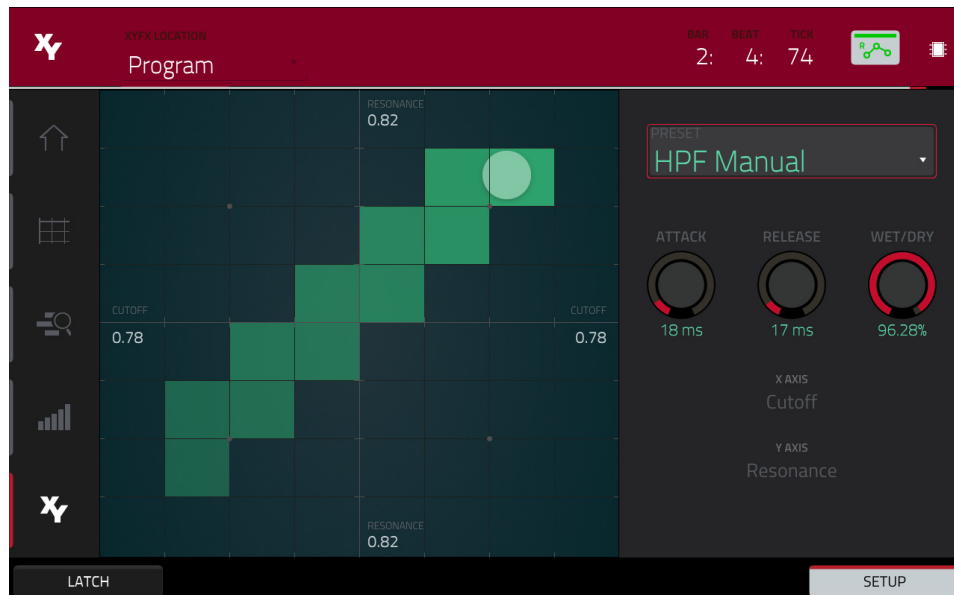 XY
XYFX LOCATION
Program
BAR BEAT TICK
2: 4: 74
R
RESONANCE
0.82
CUTOFF
0.78
CUTOFF
0.78
RESONANCE
0.82
PRESET
HPF Manual
ATTACK RELEASE WET/DRY
18 ms 17 ms 96.28%
X AXIS
Cutoff
Y AXIS
Resonance
XY
LATCH
SETUP